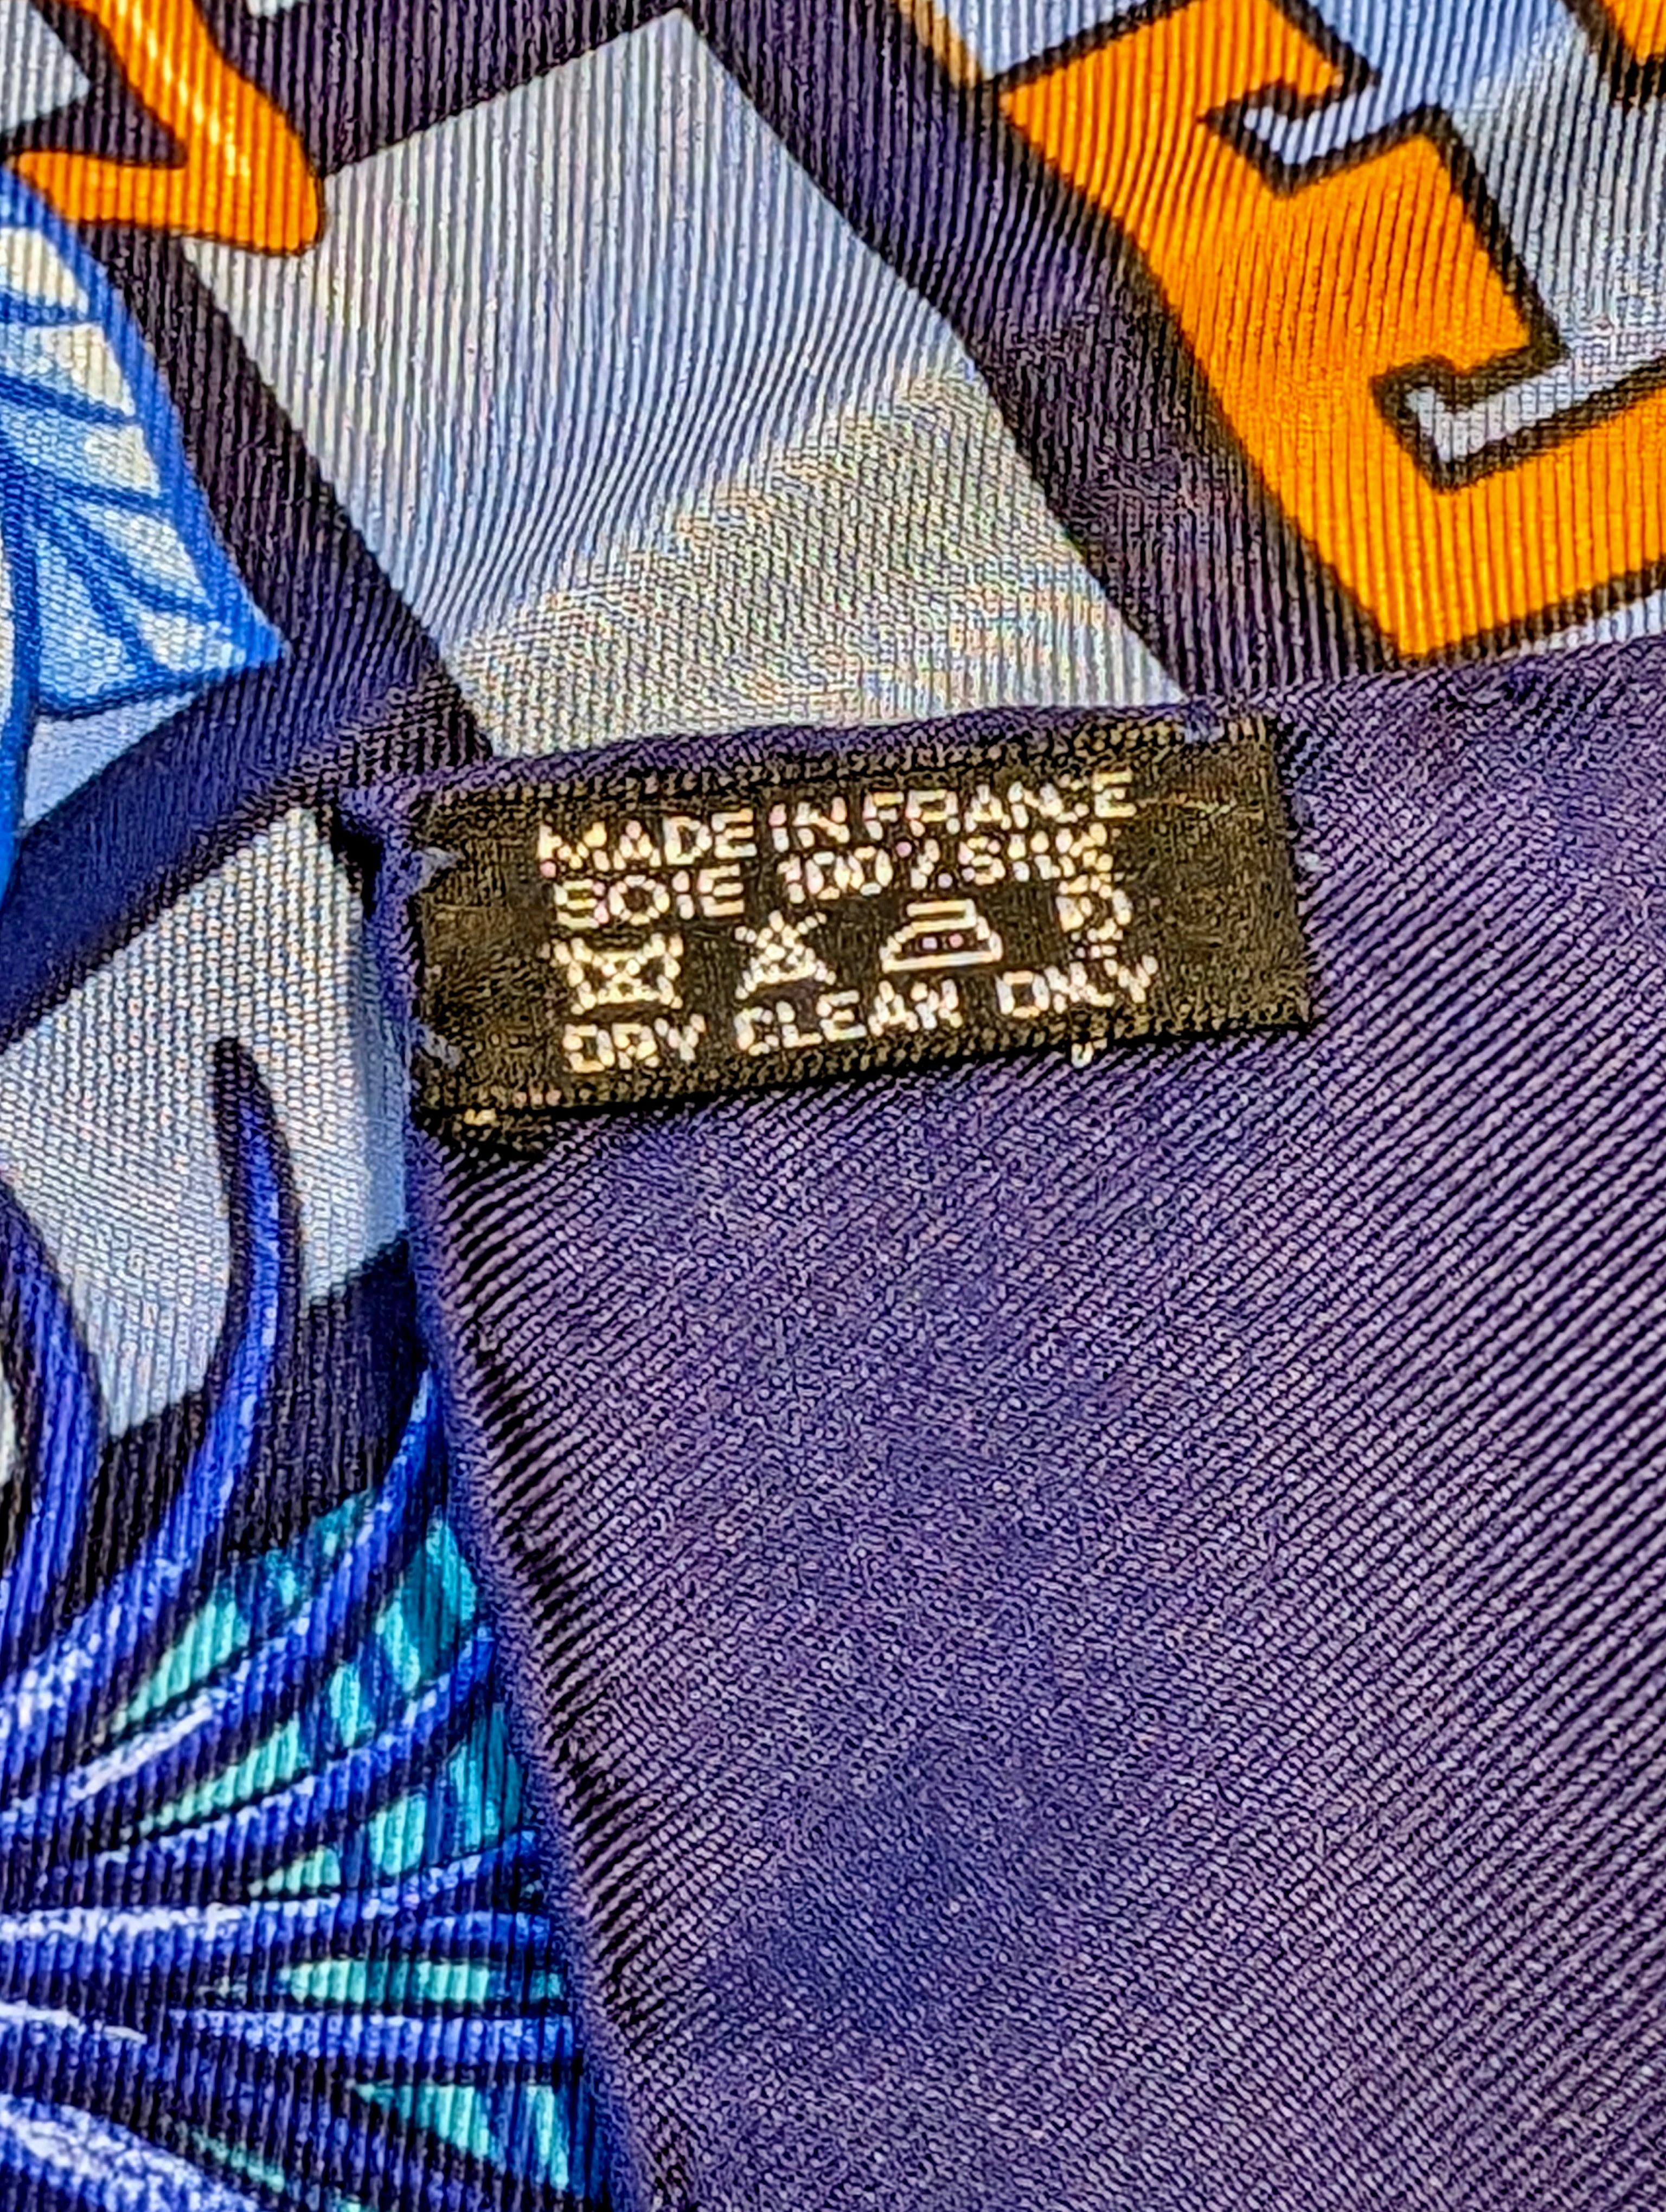 MADE IN FRANCE
SOIE 100% SILK
DRY CLEAN ONLY